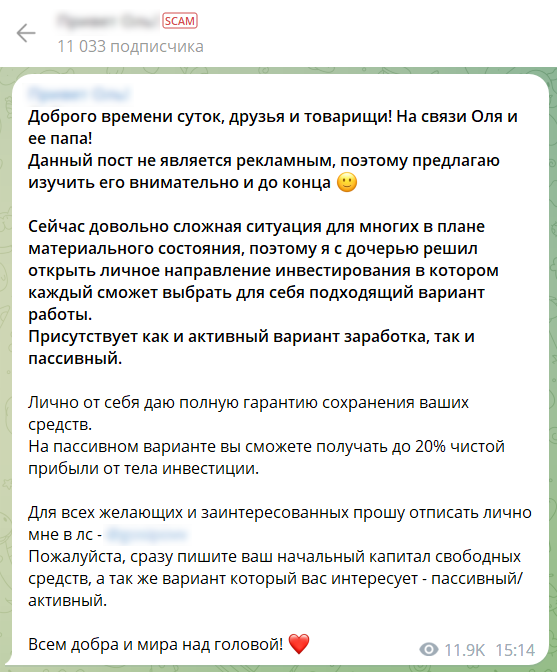 SCAM
11 033 подписчика
Доброго времени суток, друзья и товарищи! На связи Оля и
ее папа!
Данный пост не является рекламным, поэтому предлагаю
изучить его внимательно и до конца 🙂
Сейчас довольно сложная ситуация для многих в плане
материального состояния, поэтому я с дочерью решил
открыть личное направление инвестирования в котором
каждый сможет выбрать для себя подходящий вариант
работы.
Присутствует как и активный вариант заработка, так и
пассивный.
Лично от себя даю полную гарантию сохранения ваших
средств.
На пассивном варианте вы сможете получать до 20% чистой
прибыли от тела инвестиции.
Для всех желающих и заинтересованных прошу отписать лично
мне в лс -
Пожалуйста, сразу пишите ваш начальный капитал свободных
средств, а так же вариант который вас интересует - пассивный/
активный.
Всем добра и мира над головой! ❤️
11.9K 15:14